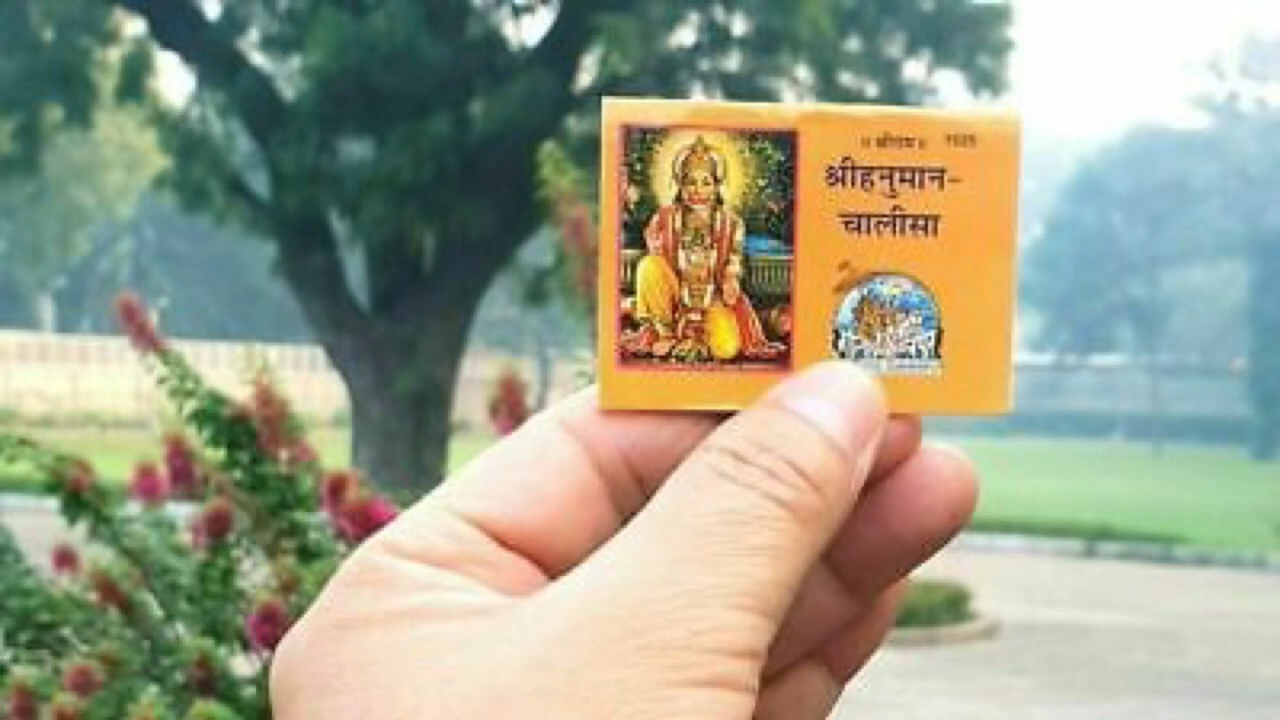 ॥ श्रीराम ॥
श्रीहनुमान-
चालीसा